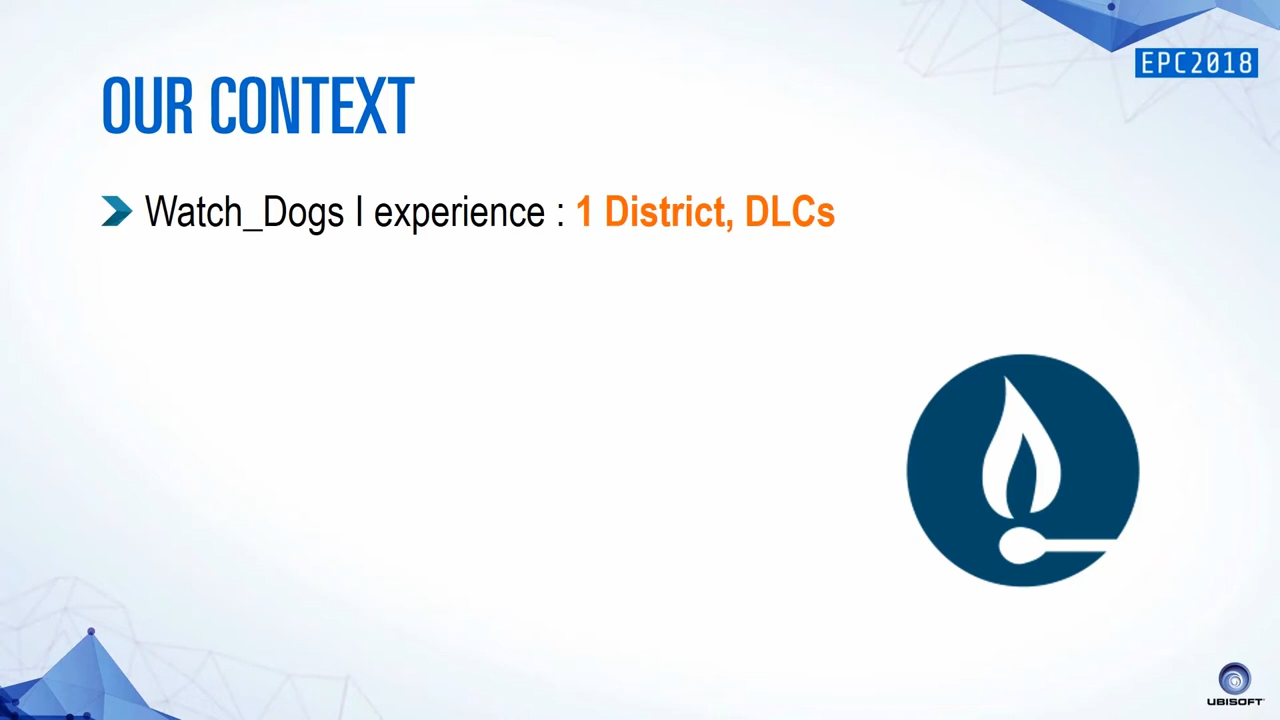 EPC2018
OUR CONTEXT
Watch_Dogs I experience : 1 District, DLCs
UBISOFT